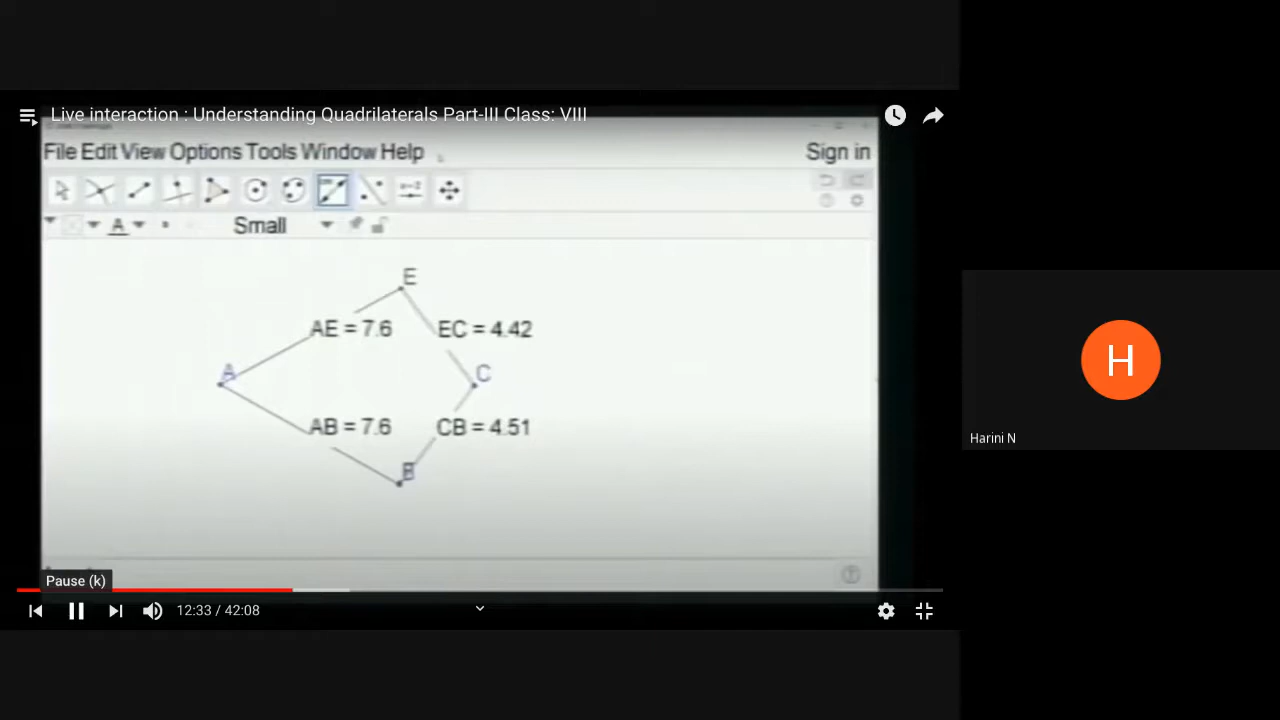 Live interaction : Understanding Quadrilaterals Part-III Class: VIII
File Edit View Options Tools Window Help
Sign in
A
Small
E
AE = 7.6
EC = 4.42
A
C
AB = 7.6
CB = 4.51
B
Pause (k)
12:33 / 42:08
H
Harini N